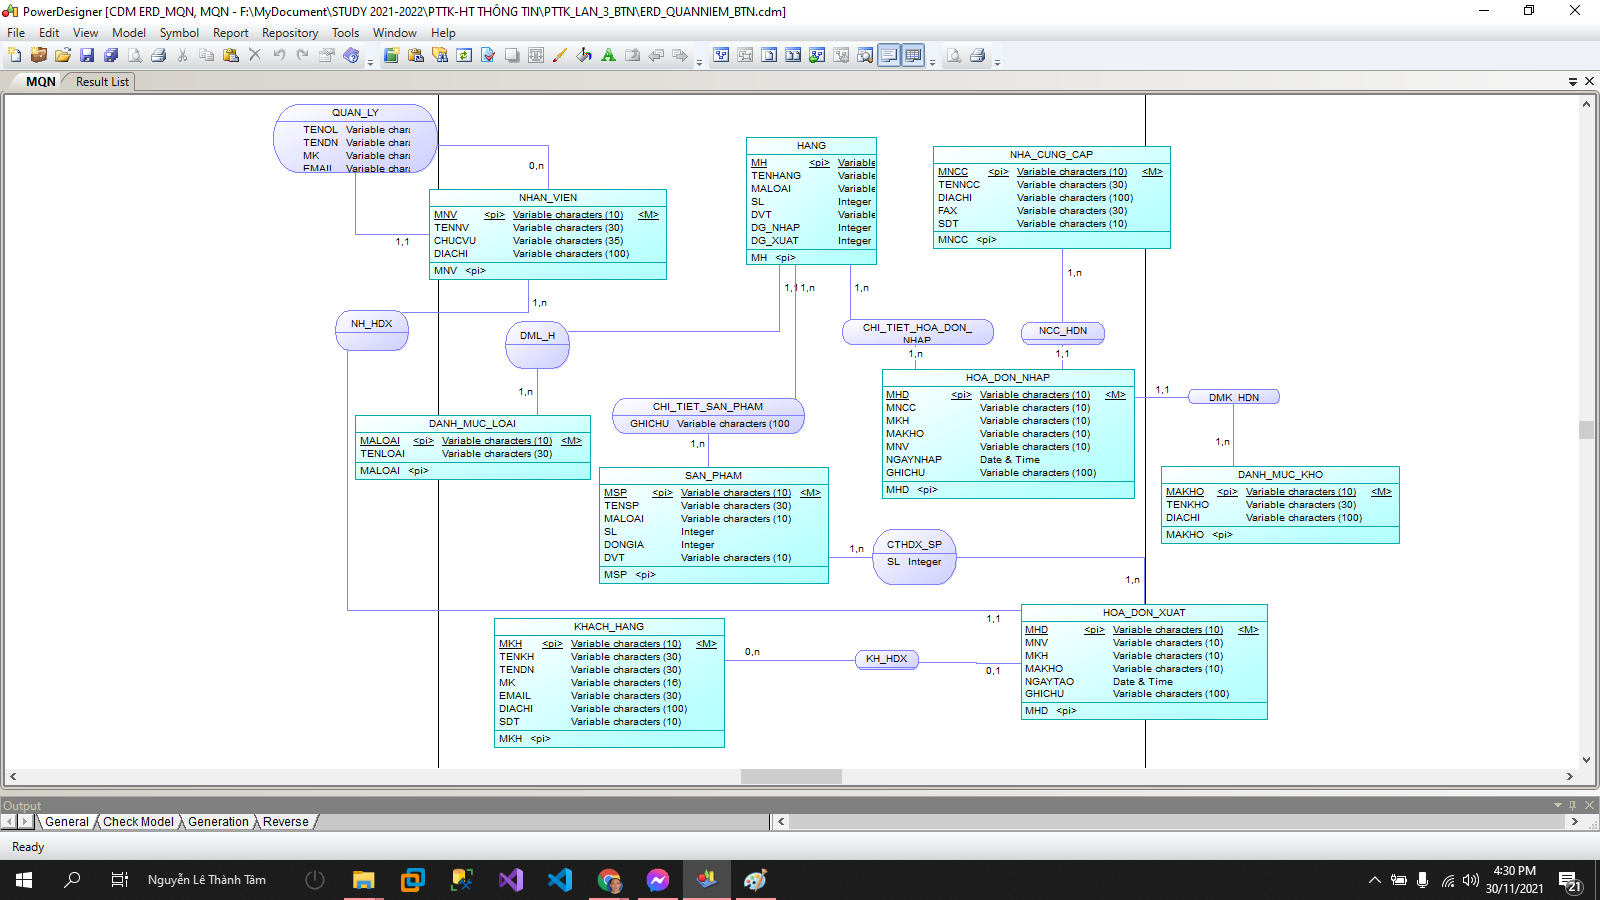 PowerDesigner [CDM ERD_MQN, MQN - F:\MyDocument\STUDY 2021-2022\PTTK-HT THÔNG TIN\PTTK_LAN_3_BTN\ERD_QUANNIEM_BTN.cdm]
File Edit View Model Symbol Report Repository Tools Window Help
MQN Result List
QUAN_LY
TENQL Variable chara
TENDN Variable chara
MK Variable chara
EMAIL Variable chara
0,n
1,1
NHAN_VIEN
MNV <pi> Variable characters (10) <M>
TENNV Variable characters (30)
CHUCVU Variable characters (35)
DIACHI Variable characters (100)
MNV <pi>
1,n
HANG
MH <pi> Variable
TENHANG Variable
MALOAI Variable
SL Integer
DVT Variable
DG_NHAP Integer
DG_XUAT Integer
MH <pi>
1,1
1,n
1,n
NHA_CUNG_CAP
MNCC <pi> Variable characters (10) <M>
TENNCC Variable characters (30)
DIACHI Variable characters (100)
FAX Variable characters (30)
SDT Variable characters (10)
MNCC <pi>
1,n
NH_HDX
DML_H
1,n
CHI_TIET_HOA_DON_
NHAP
1,n
NCC_HDN
1,1
DANH_MUC_LOAI
MALOAI <pi> Variable characters (10) <M>
TENLOAI Variable characters (30)
MALOAI <pi>
CHI_TIET_SAN_PHAM
GHICHU Variable characters (100
1,n
HOA_DON_NHAP
MHD <pi> Variable characters (10) <M>
MNCC Variable characters (10)
MKH Variable characters (10)
MAKHO Variable characters (10)
MNV Variable characters (10)
NGAYNHAP Date & Time
GHICHU Variable characters (100)
MHD <pi>
1,1
DMK_HDN
1,n
DANH_MUC_KHO
MAKHO <pi> Variable characters (10) <M>
TENKHO Variable characters (30)
DIACHI Variable characters (100)
MAKHO <pi>
SAN_PHAM
MSP <pi> Variable characters (10) <M>
TENSP Variable characters (30)
MALOAI Variable characters (10)
SL Integer
DONGIA Integer
DVT Variable characters (10)
MSP <pi>
1,n
CTHDX_SP
SL Integer
1,n
1,1
KHACH_HANG
MKH <pi> Variable characters (10) <M>
TENKH Variable characters (30)
TENDN Variable characters (30)
MK Variable characters (16)
EMAIL Variable characters (30)
DIACHI Variable characters (100)
SDT Variable characters (10)
MKH <pi>
0,n
KH_HDX
0,1
HOA_DON_XUAT
MHD <pi> Variable characters (10) <M>
MNV Variable characters (10)
MKH Variable characters (10)
MAKHO Variable characters (10)
NGAYTAO Date & Time
GHICHU Variable characters (100)
MHD <pi>
Output
General Check Model Generation Reverse
Ready
Nguyễn Lê Thành Tâm
4:30 PM
30/11/2021
21